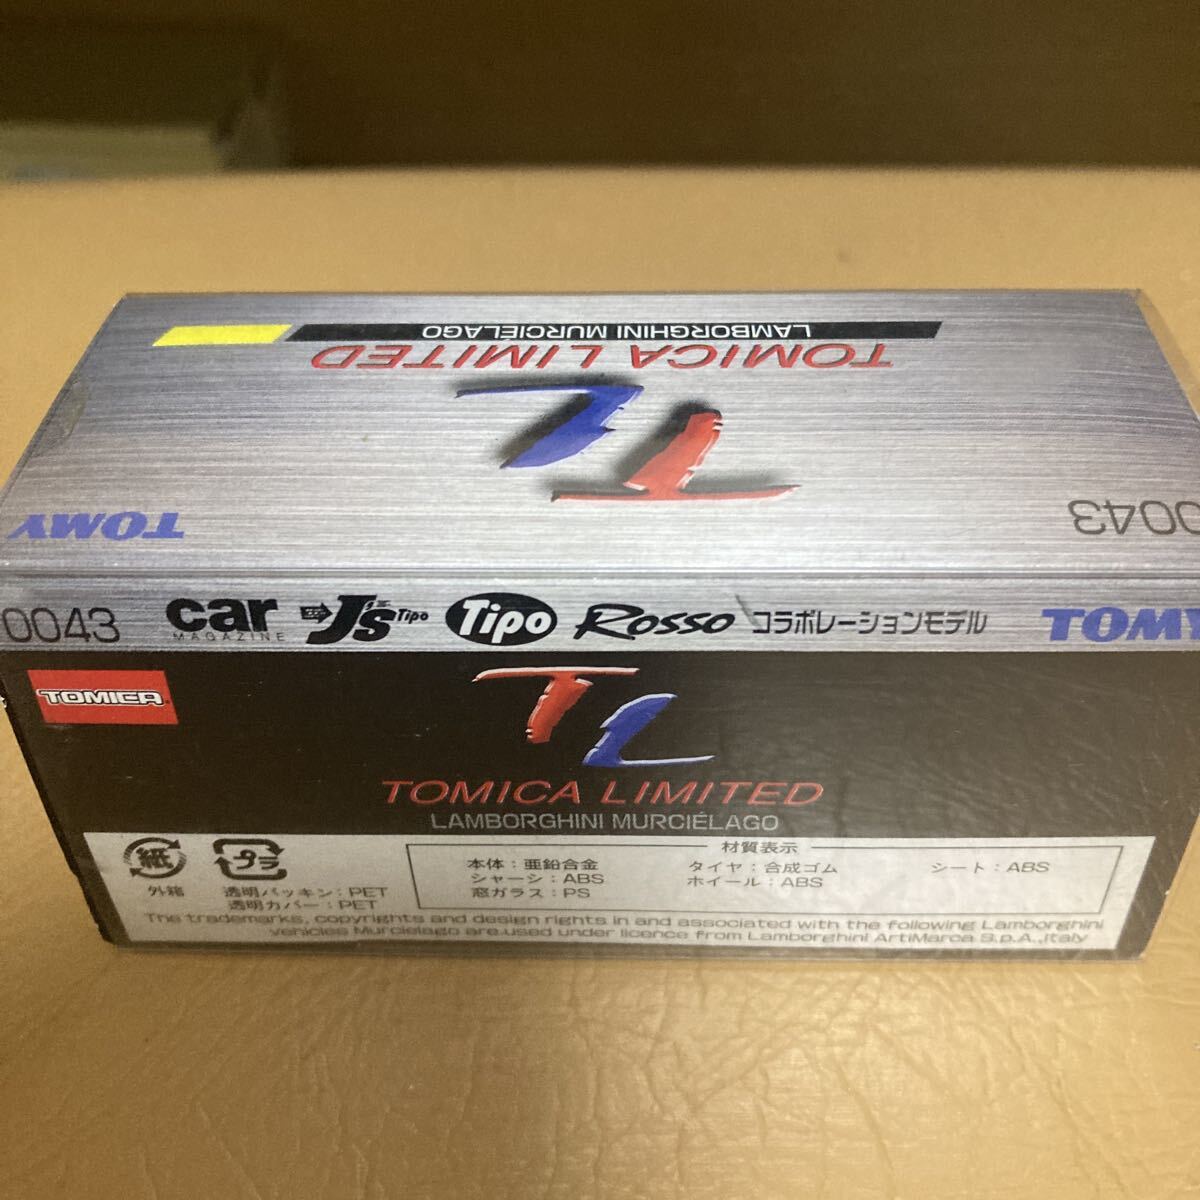 LAMBORGHINI MURCIÉLAGO
TOMICA LIMITED
TL
TOMY
0043
0043 car MAGAZINE J's Tipo Tipo Rosso コラボレーションモデル TOMY
TOMICA
TL
TOMICA LIMITED
LAMBORGHINI MURCIÉLAGO
紙
外箱
プラ
透明パッキン：PET
透明カバー：PET
材質表示
本体：亜鉛合金 タイヤ：合成ゴム シート：ABS
シャーシ：ABS ホイール：ABS
窓ガラス：PS
The trademarks, copyrights and design rights in and associated with the following Lamborghini
vehicles Murcielago are used under licence from Lamborghini ArtiMarca S.p.A.,Italy